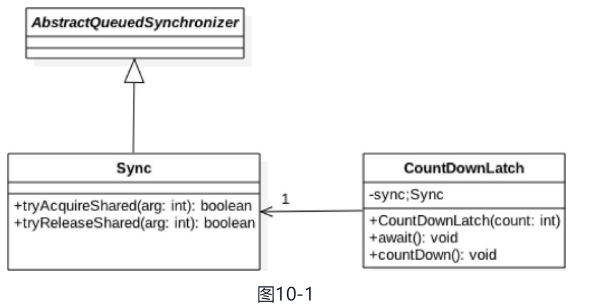 AbstractQueuedSynchronizer
Sync
+tryAcquireShared(arg: int): boolean
+tryReleaseShared(arg: int): boolean
1
CountDownLatch
-sync;Sync
+CountDownLatch(count: int)
+await(): void
+countDown(): void
图10-1